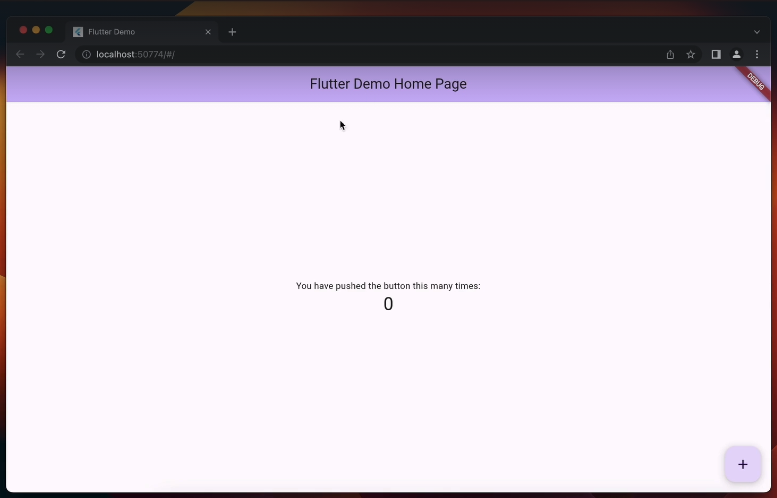 Flutter Demo
localhost:50774/#/
Flutter Demo Home Page
DEBUG
You have pushed the button this many times:
0